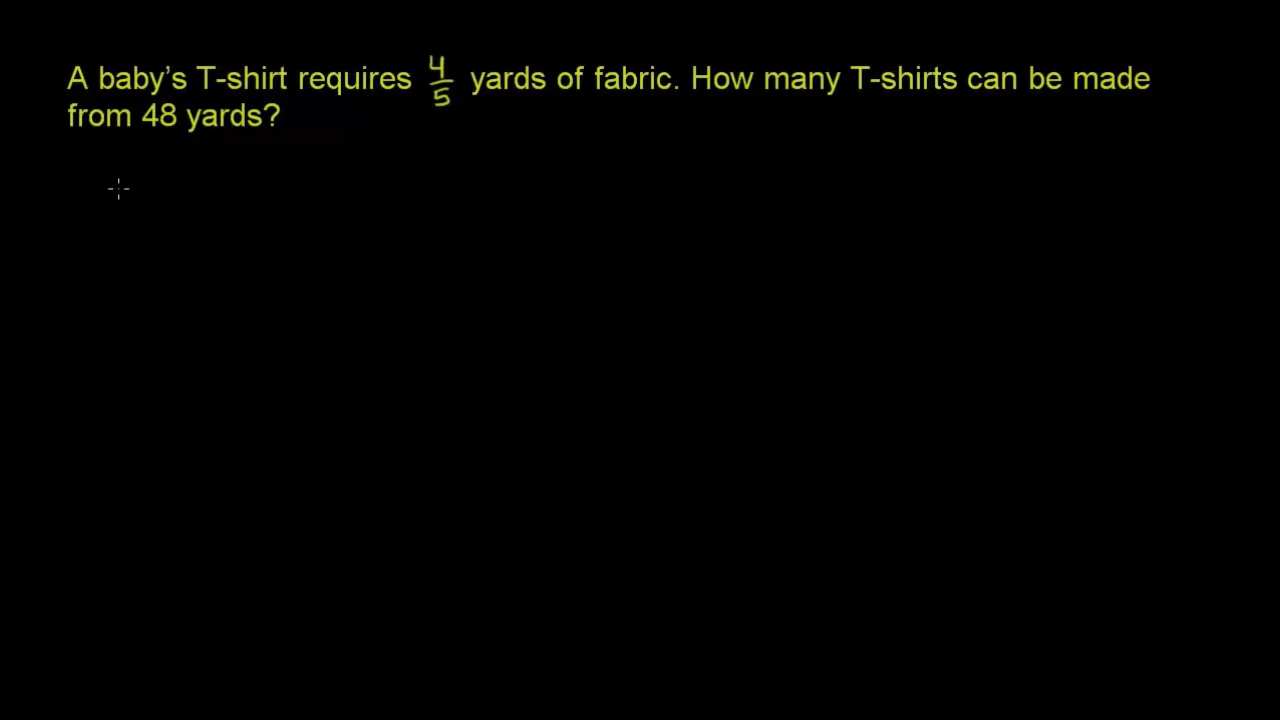 A baby’s T-shirt requires 4/5 yards of fabric. How many T-shirts can be made
from 48 yards?